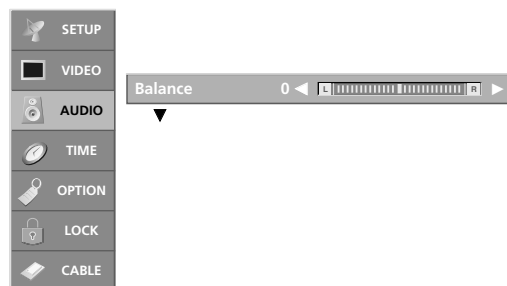 SETUP
VIDEO
AUDIO
TIME
OPTION
LOCK
CABLE
Balance 0 L R